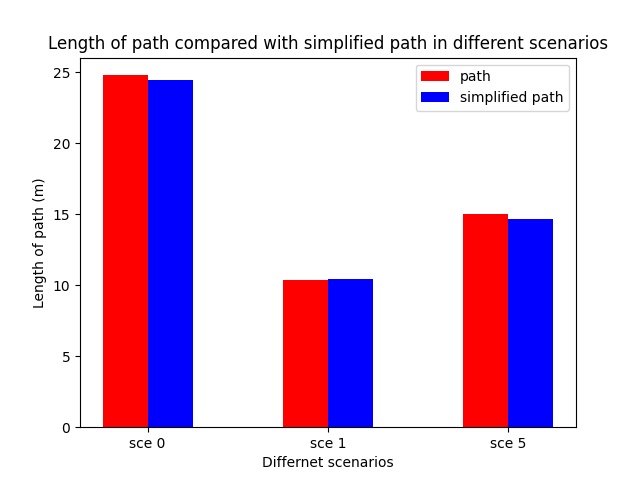 Length of path compared with simplified path in different scenarios
path
simplified path
25
20
15
10
5
0
Length of path (m)
sce 0
sce 1
sce 5
Differnet scenarios